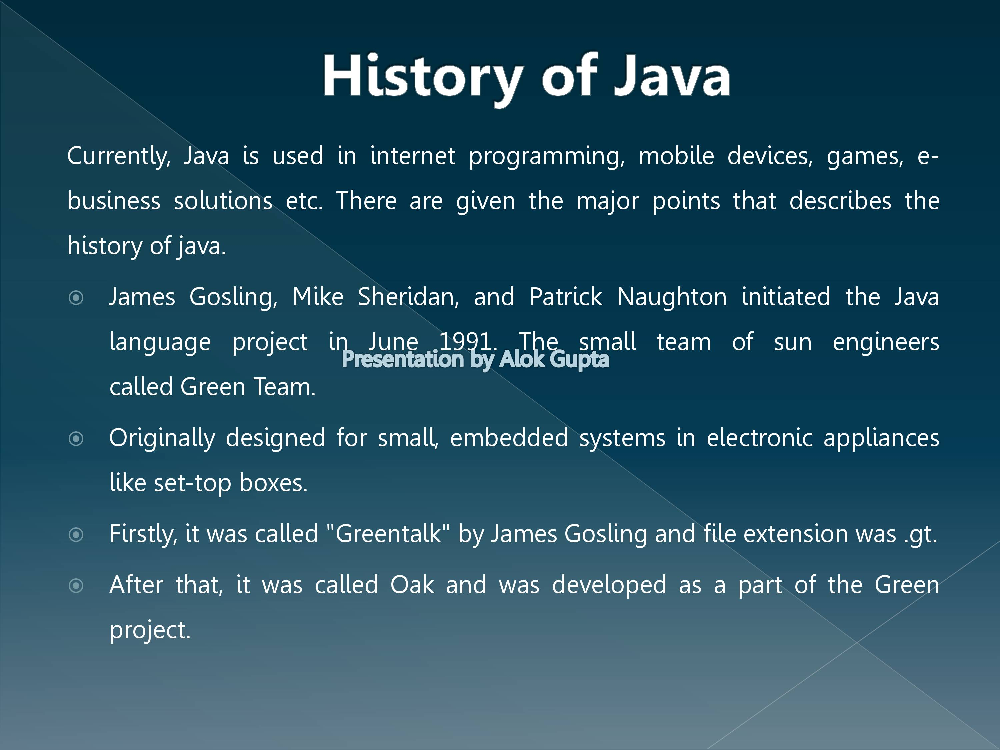 History of Java
Currently, Java is used in internet programming, mobile devices, games, e-
business solutions etc. There are given the major points that describes the
history of java.
James Gosling, Mike Sheridan, and Patrick Naughton initiated the Java
language project in June 1991. The small team of sun engineers
Presentation by Alok Gupta
called Green Team.
Originally designed for small, embedded systems in electronic appliances
like set-top boxes.
Firstly, it was called "Greentalk" by James Gosling and file extension was .gt.
After that, it was called Oak and was developed as a part of the Green
project.